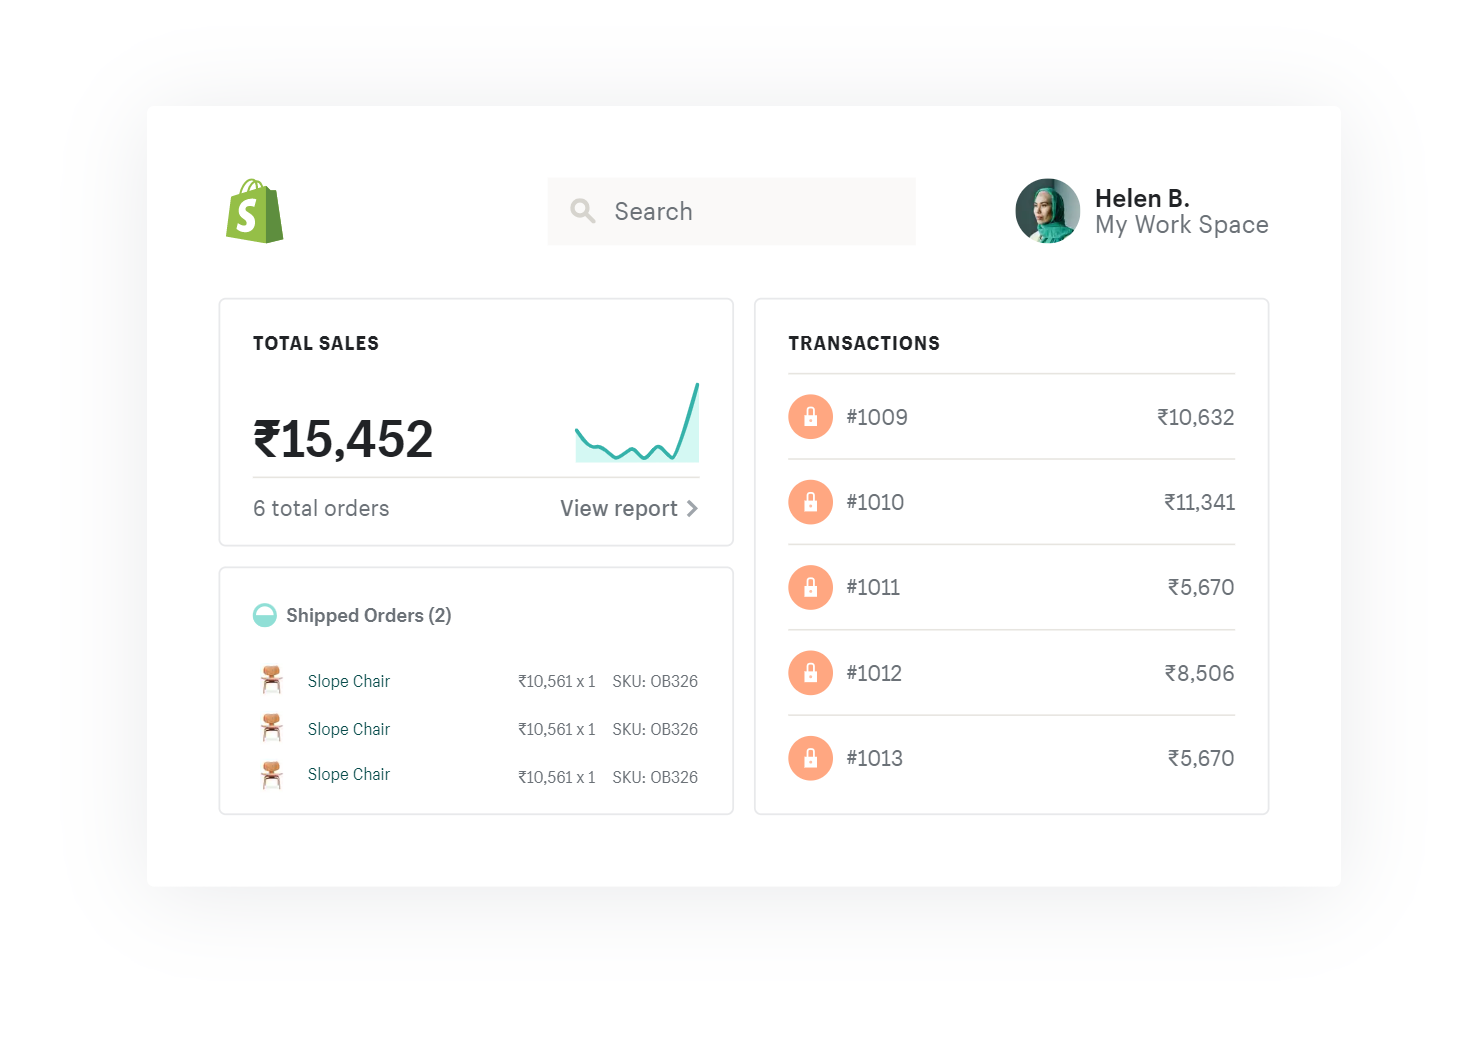 S
Search
Helen B.
My Work Space
TOTAL SALES
₹15,452
6 total orders View report
Shipped Orders (2)
Slope Chair ₹10,561 x 1 SKU: OB326
Slope Chair ₹10,561 x 1 SKU: OB326
Slope Chair ₹10,561 x 1 SKU: OB326
TRANSACTIONS
#1009 ₹10,632
#1010 ₹11,341
#1011 ₹5,670
#1012 ₹8,506
#1013 ₹5,670